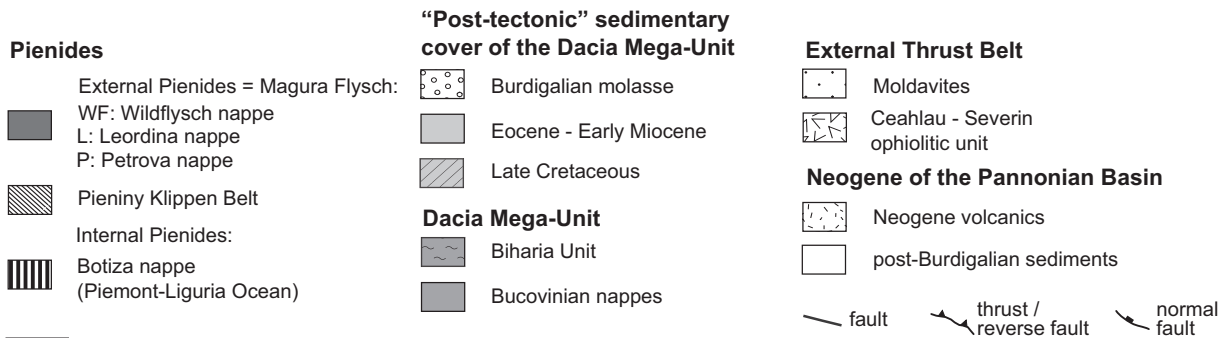 Pienides
External Pienides = Magura Flysch:
WF: Wildflysch nappe
L: Leordina nappe
P: Petrova nappe
Pieniny Klippen Belt
Internal Pienides:
Botiza nappe
(Piemont-Liguria Ocean)
“Post-tectonic” sedimentary
cover of the Dacia Mega-Unit
Burdigalian molasse
Eocene - Early Miocene
Late Cretaceous
Dacia Mega-Unit
Biharia Unit
Bucovinian nappes
External Thrust Belt
Moldavites
Ceahlau - Severin
ophiolitic unit
Neogene of the Pannonian Basin
Neogene volcanics
post-Burdigalian sediments
fault
thrust /
reverse fault
normal
fault